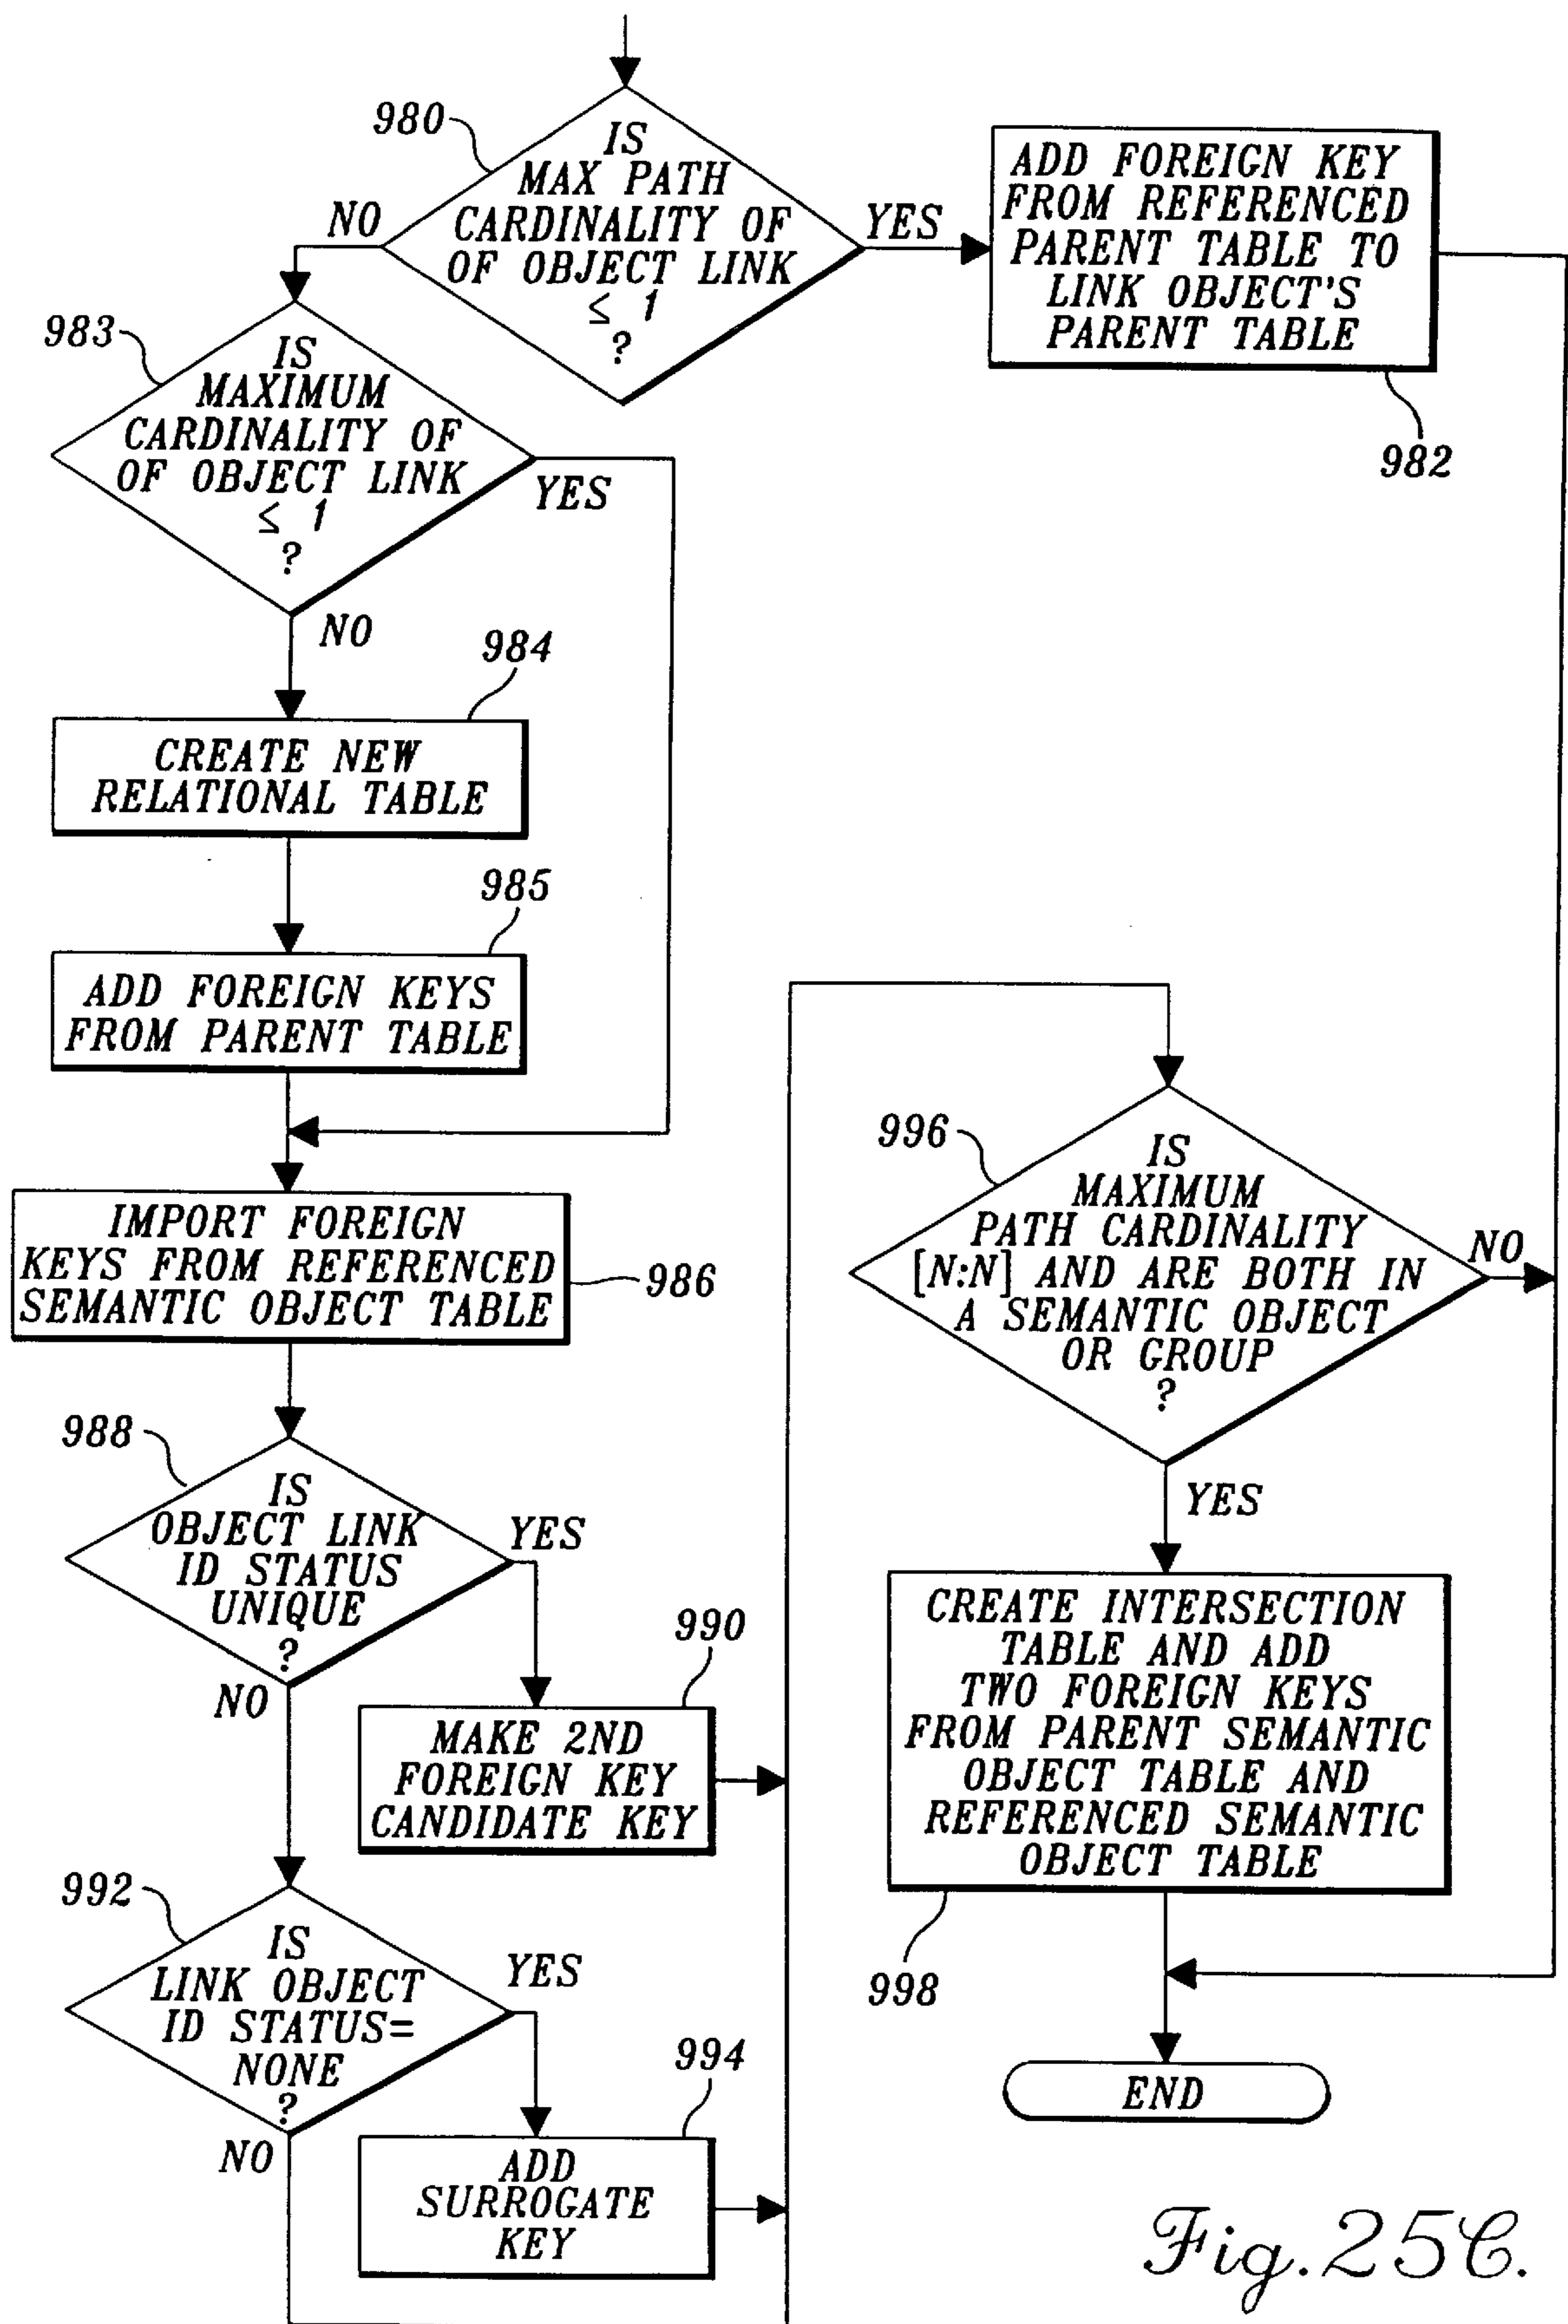 980
IS
MAX PATH
CARDINALITY OF
OF OBJECT LINK
≤ 1
?
NO
YES
ADD FOREIGN KEY
FROM REFERENCED
PARENT TABLE TO
LINK OBJECT'S
PARENT TABLE
982
983
IS
MAXIMUM
CARDINALITY OF
OF OBJECT LINK
≤ 1
?
YES
NO
984
CREATE NEW
RELATIONAL TABLE
985
ADD FOREIGN KEYS
FROM PARENT TABLE
IMPORT FOREIGN
KEYS FROM REFERENCED
SEMANTIC OBJECT TABLE
986
988
IS
OBJECT LINK
ID STATUS
UNIQUE
?
YES
NO
990
MAKE 2ND
FOREIGN KEY
CANDIDATE KEY
992
IS
LINK OBJECT
ID STATUS=
NONE
?
YES
NO
994
ADD
SURROGATE
KEY
996
IS
MAXIMUM
PATH CARDINALITY
[N:N] AND ARE BOTH IN
A SEMANTIC OBJECT
OR GROUP
?
NO
YES
CREATE INTERSECTION
TABLE AND ADD
TWO FOREIGN KEYS
FROM PARENT SEMANTIC
OBJECT TABLE AND
REFERENCED SEMANTIC
OBJECT TABLE
998
END
Fig.25C.